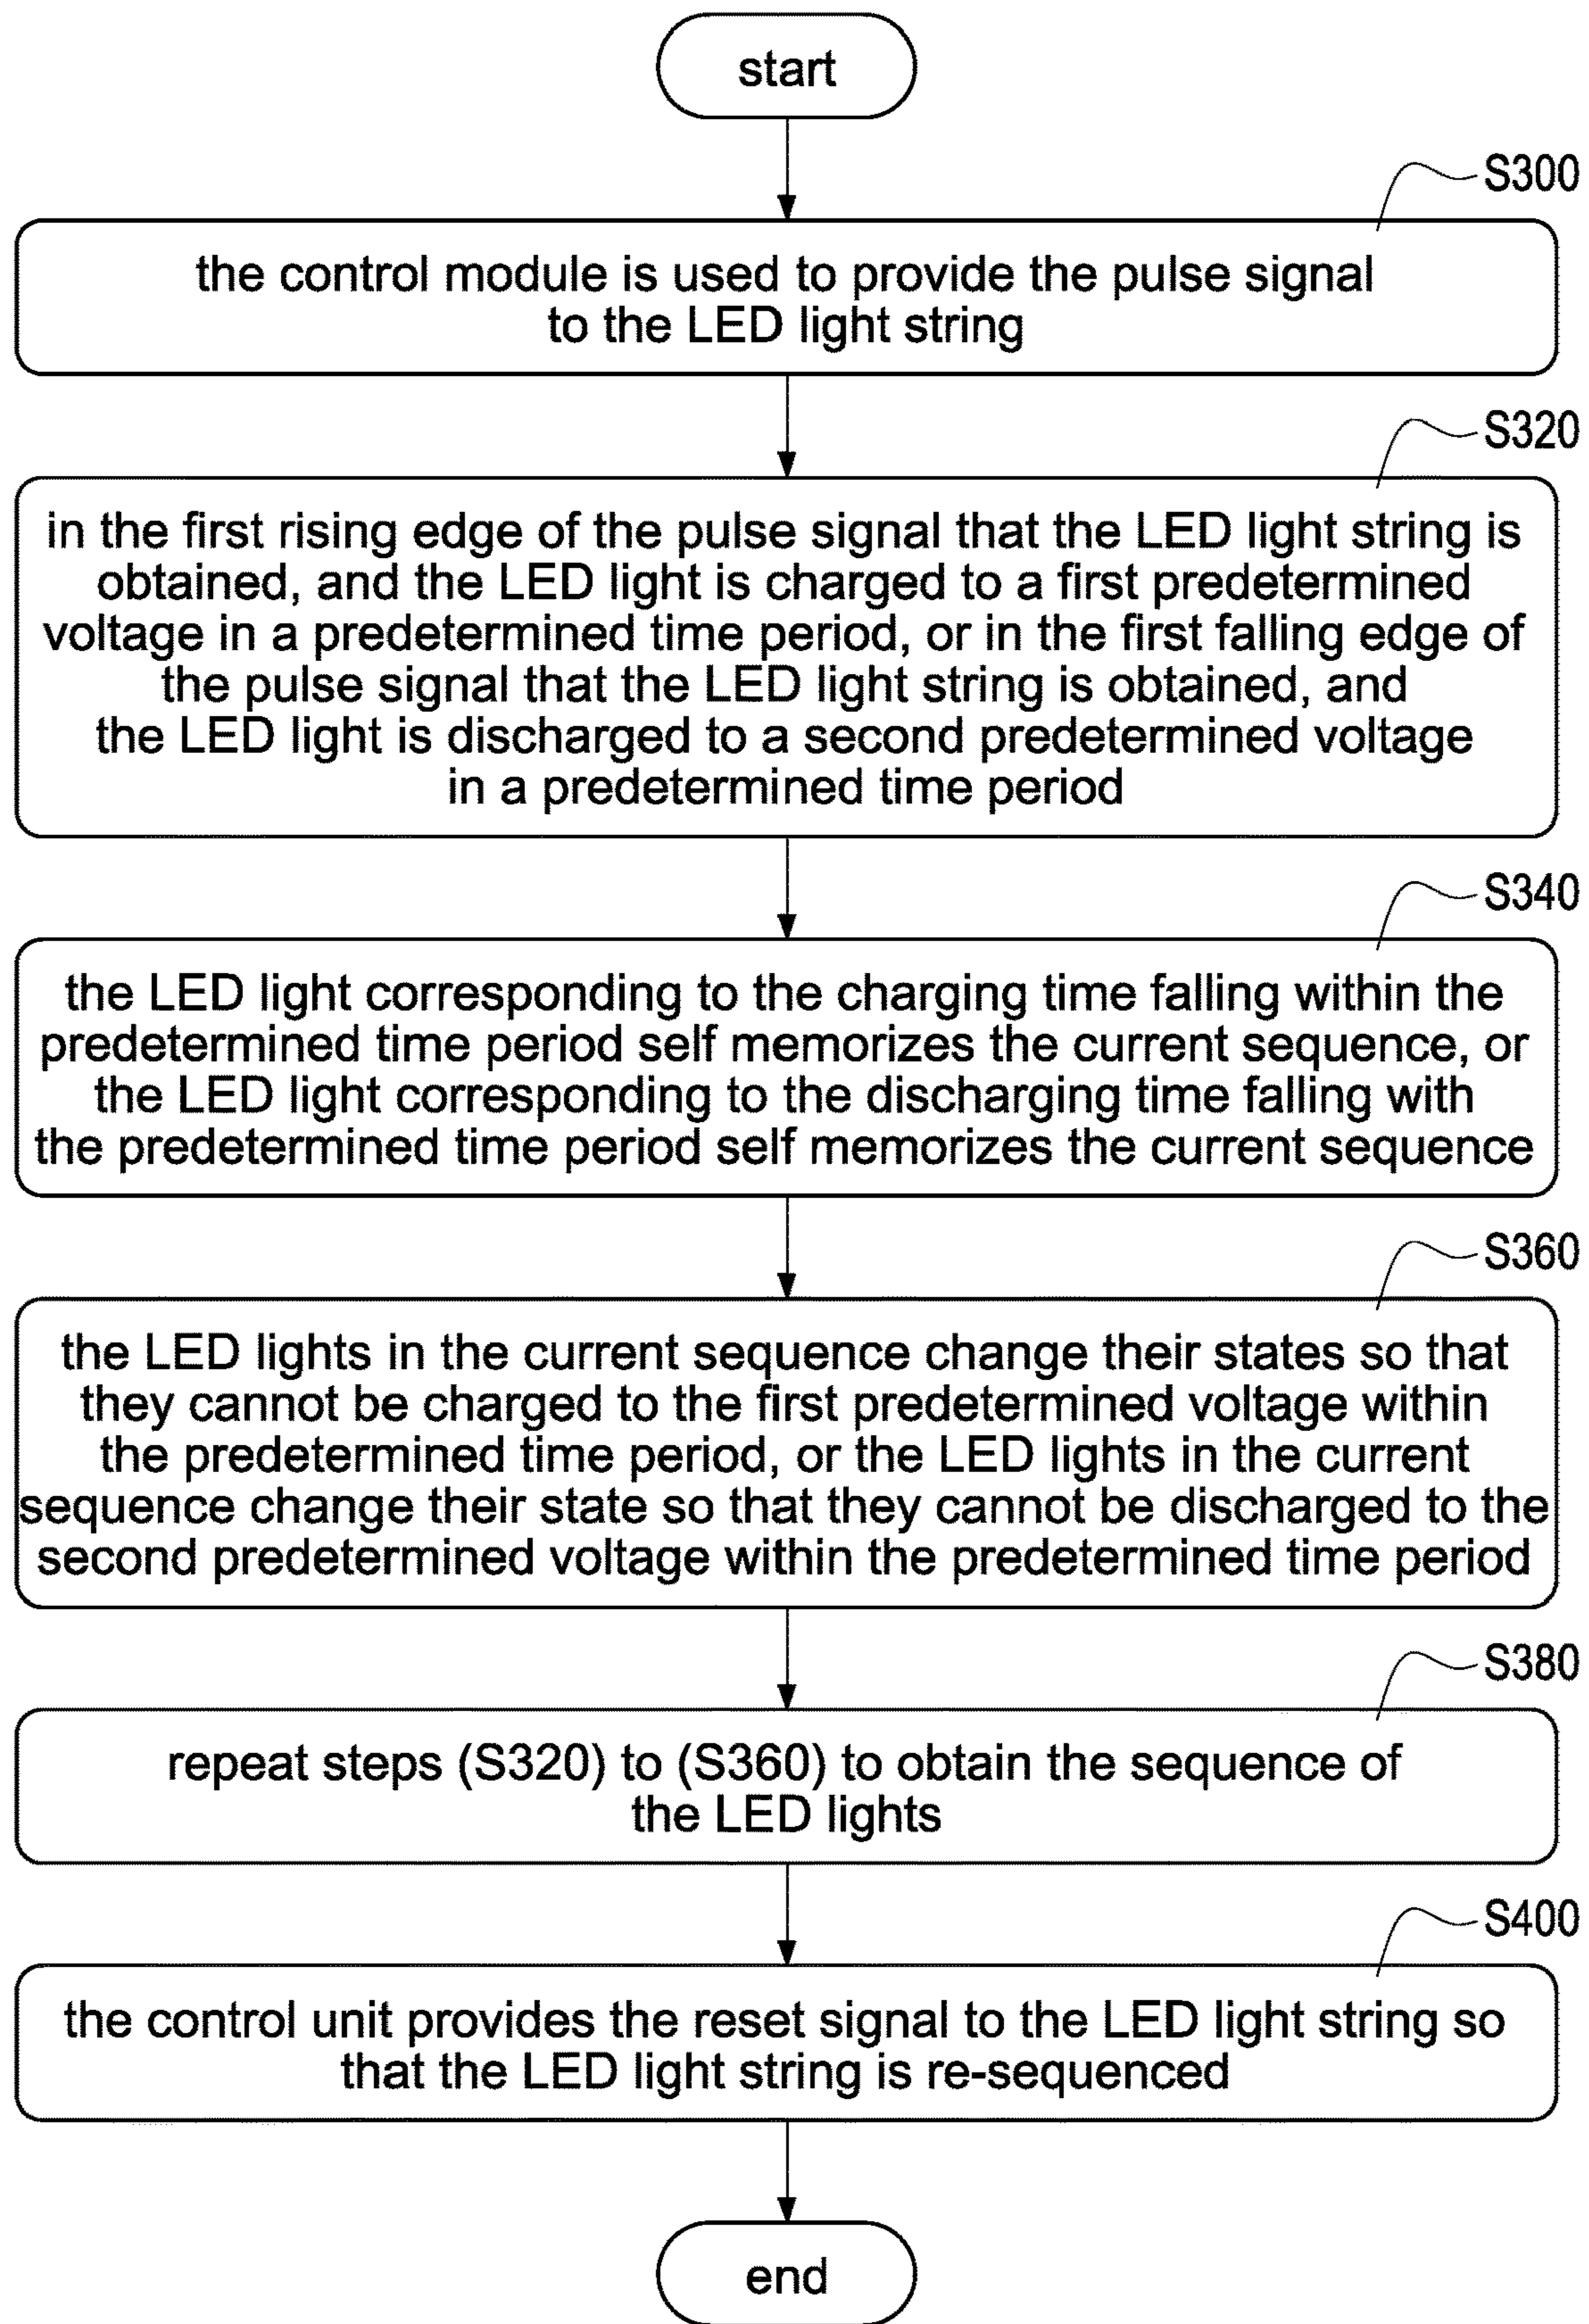 start
S300
the control module is used to provide the pulse signal
to the LED light string
S320
in the first rising edge of the pulse signal that the LED light string is
obtained, and the LED light is charged to a first predetermined
voltage in a predetermined time period, or in the first falling edge of
the pulse signal that the LED light string is obtained, and
the LED light is discharged to a second predetermined voltage
in a predetermined time period
S340
the LED light corresponding to the charging time falling within the
predetermined time period self memorizes the current sequence, or
the LED light corresponding to the discharging time falling with
the predetermined time period self memorizes the current sequence
S360
the LED lights in the current sequence change their states so that
they cannot be charged to the first predetermined voltage within
the predetermined time period, or the LED lights in the current
sequence change their state so that they cannot be discharged to the
second predetermined voltage within the predetermined time period
S380
repeat steps (S320) to (S360) to obtain the sequence of
the LED lights
S400
the control unit provides the reset signal to the LED light string so
that the LED light string is re-sequenced
end